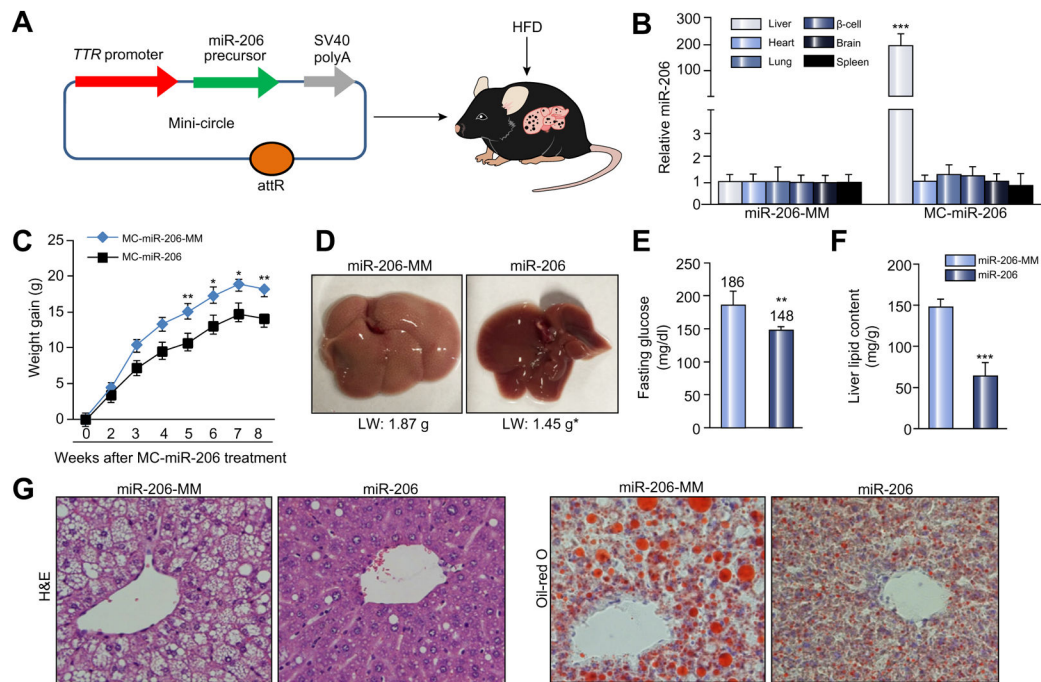 A
TTR promoter
miR-206
precursor
SV40
polyA
Mini-circle
attR
HFD
B
Relative miR-206
300
200
100
3
2
1
0
Liver
Heart
Lung
β-cell
Brain
Spleen
***
miR-206-MM
MC-miR-206
C
Weight gain (g)
25
20
15
10
5
0
MC-miR-206-MM
MC-miR-206
** * * **
0 2 3 4 5 6 7 8
Weeks after MC-miR-206 treatment
D
miR-206-MM
miR-206
LW: 1.87 g
LW: 1.45 g*
E
Fasting glucose
(mg/dl)
250
200
150
100
50
0
186
**
148
F
miR-206-MM
miR-206
Liver lipid content
(mg/g)
200
150
100
50
0
***
G
miR-206-MM
miR-206
H&E
miR-206-MM
miR-206
Oil-red O